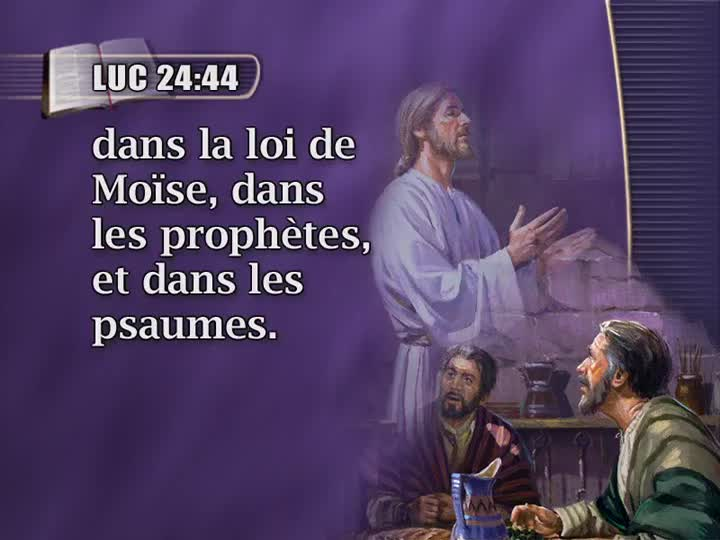 LUC 24:44
dans la loi de
Moïse, dans
les prophètes,
et dans les
psaumes.